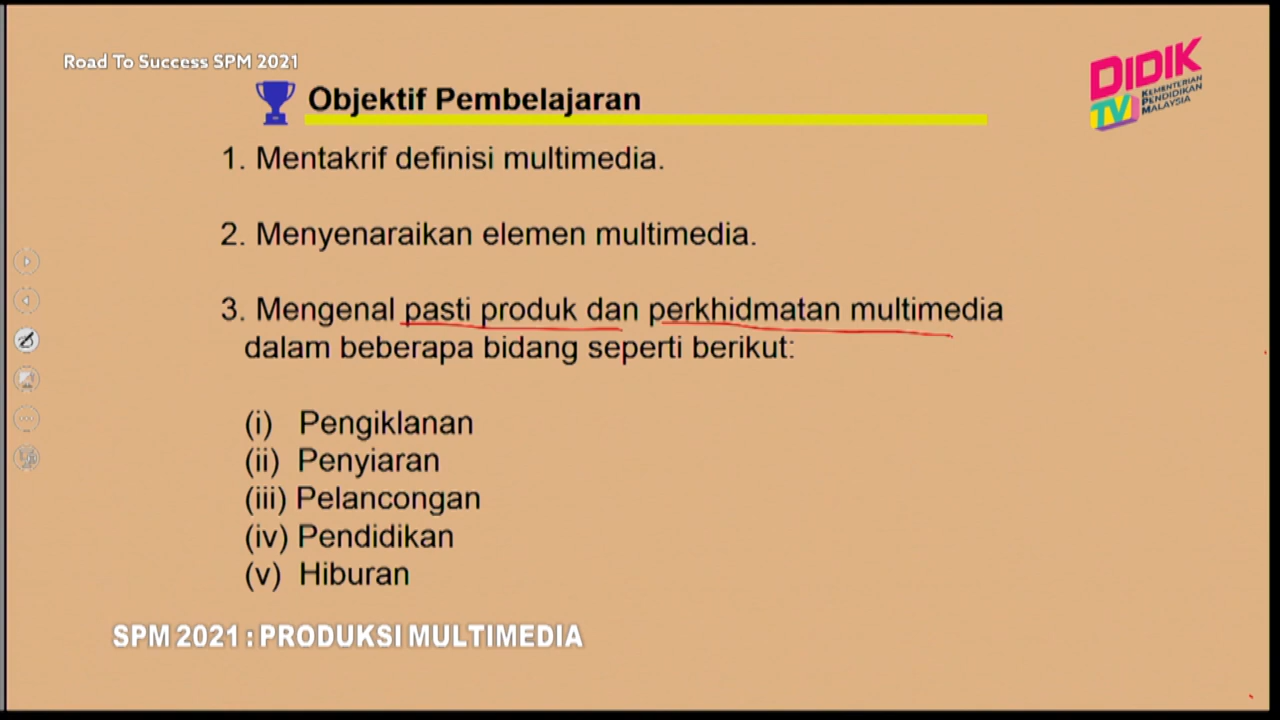 Road To Success SPM 2021
DIDIK
TV
KEMENTERIAN
PENDIDIKAN
MALAYSIA
Objektif Pembelajaran
1. Mentakrif definisi multimedia.
2. Menyenaraikan elemen multimedia.
3. Mengenal pasti produk dan perkhidmatan multimedia
dalam beberapa bidang seperti berikut:
(i) Pengiklanan
(ii) Penyiaran
(iii) Pelancongan
(iv) Pendidikan
(v) Hiburan
SPM 2021 : PRODUKSI MULTIMEDIA